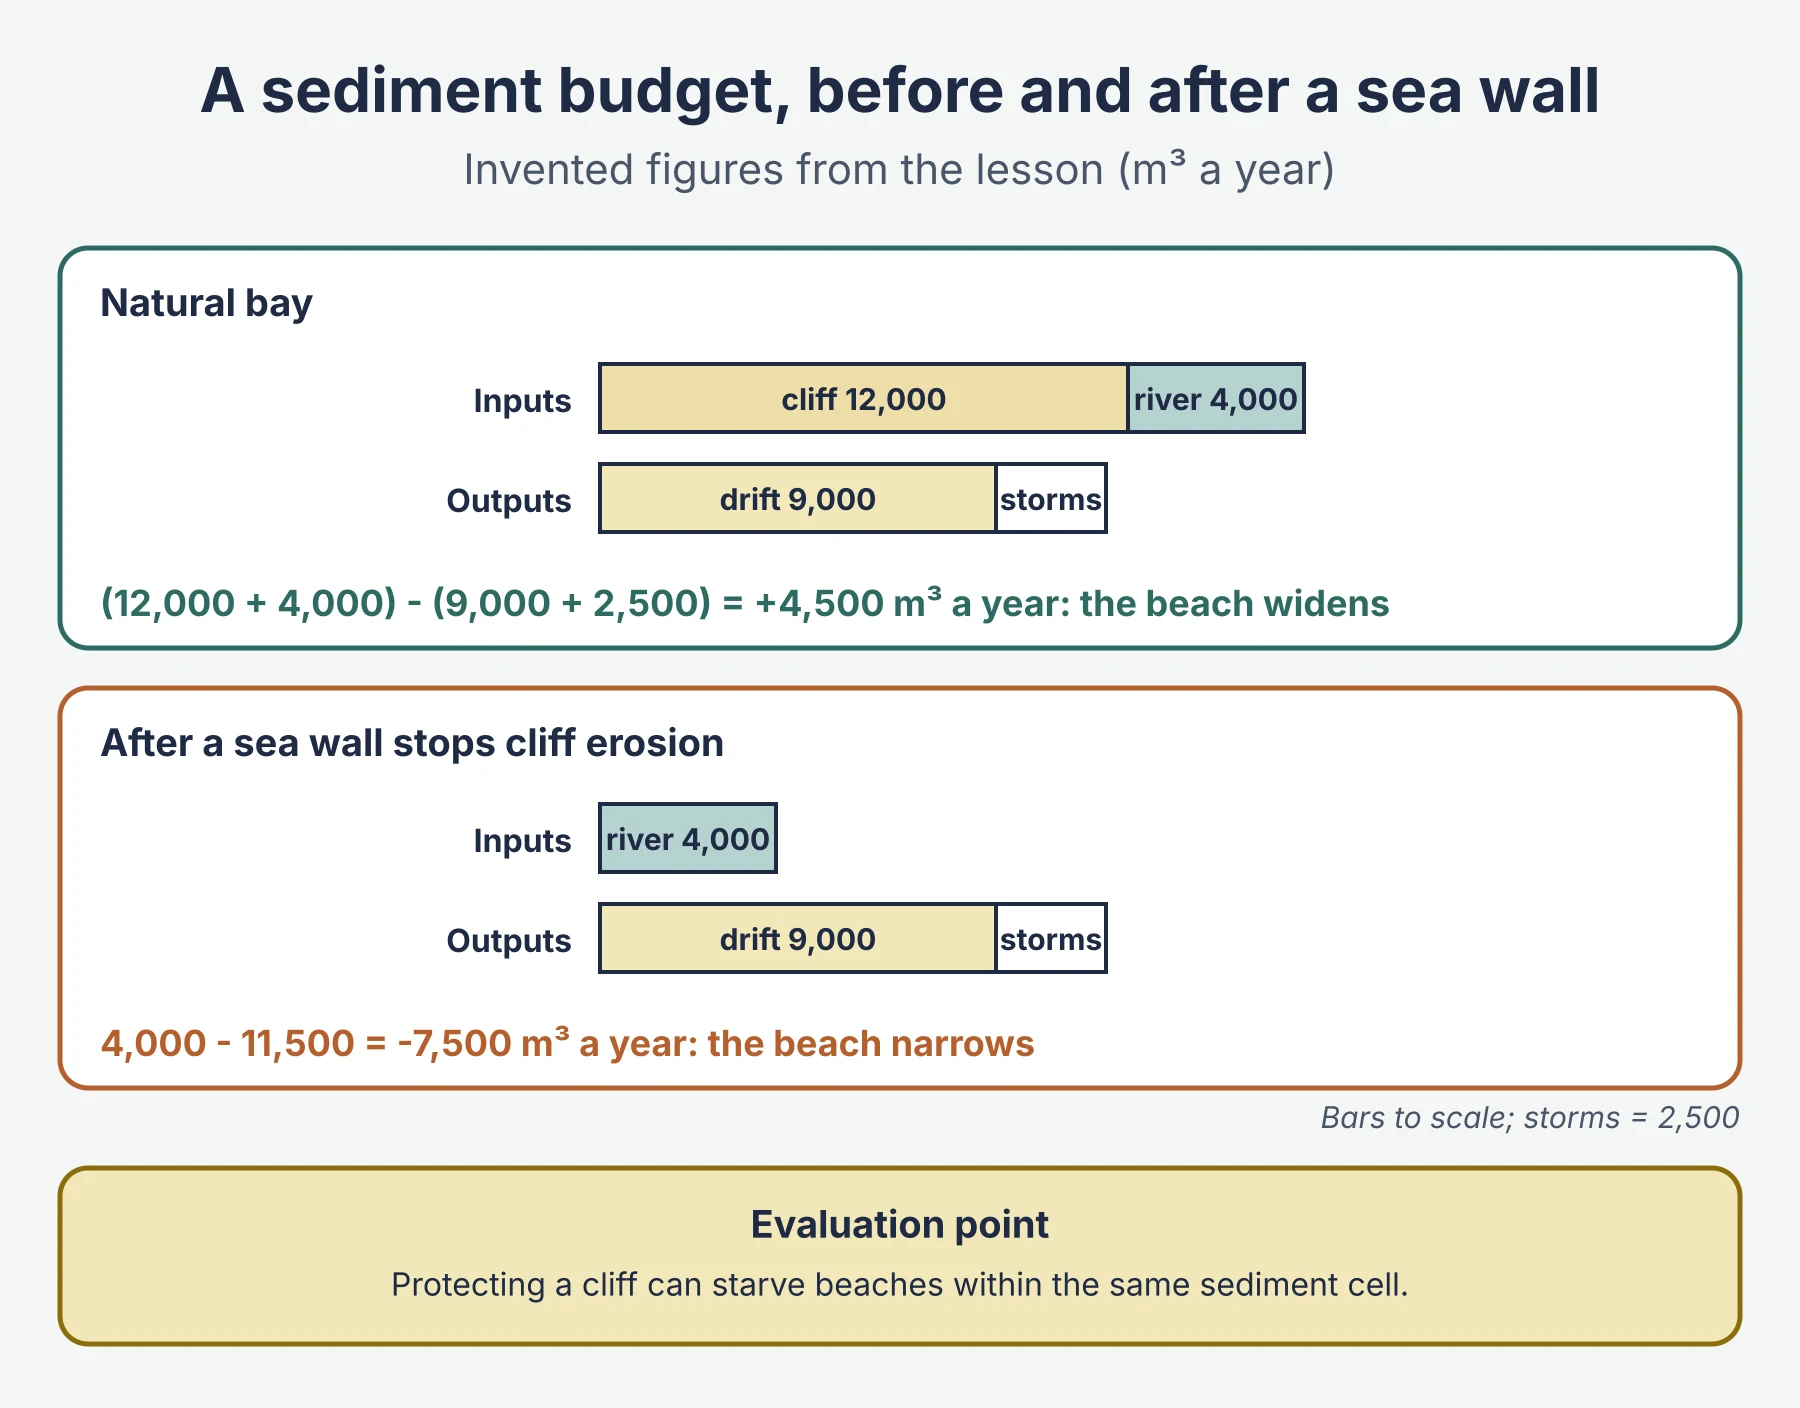 A sediment budget, before and after a sea wall
Invented figures from the lesson (m³ a year)
Natural bay
Inputs
cliff 12,000
river 4,000
Outputs
drift 9,000
storms
(12,000 + 4,000) - (9,000 + 2,500) = +4,500 m³ a year: the beach widens
After a sea wall stops cliff erosion
Inputs
river 4,000
Outputs
drift 9,000
storms
4,000 - 11,500 = -7,500 m³ a year: the beach narrows
Bars to scale; storms = 2,500
Evaluation point
Protecting a cliff can starve beaches within the same sediment cell.